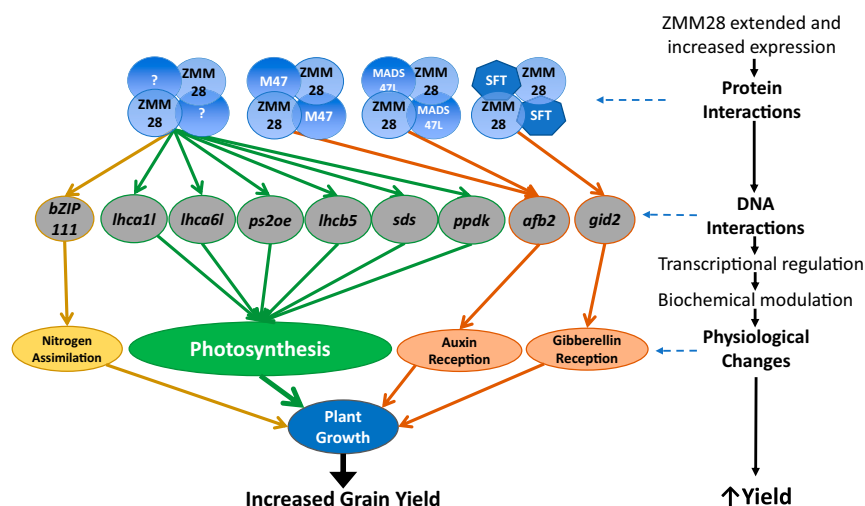 ZMM28 extended and
increased expression
Protein
Interactions
DNA
Interactions
Transcriptional regulation
Biochemical modulation
Physiological
Changes
↑Yield
?
ZMM
28
ZMM
28
?
M47
ZMM
28
ZMM
28
M47
MADS
47L
ZMM
28
ZMM
28
MADS
47L
SFT
ZMM
28
ZMM
28
SFT
bZIP
111
lhca1l
lhca6l
ps2oe
lhcb5
sds
ppdk
afb2
gid2
Nitrogen
Assimilation
Photosynthesis
Auxin
Reception
Gibberellin
Reception
Plant
Growth
Increased Grain Yield